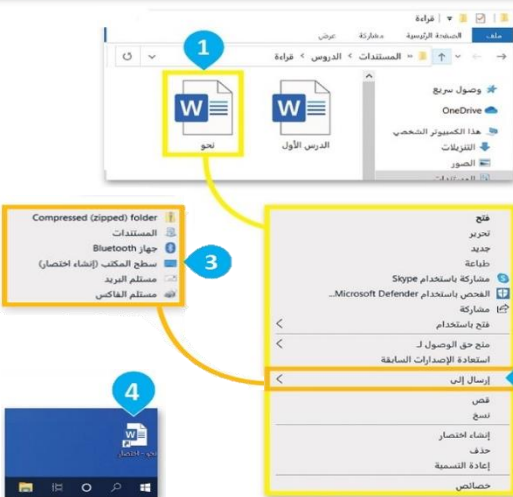 قراءة
ملف
الصفحة الرئيسية
مشاركة
عرض
المستندات > الدروس > قراءة
وصول سريع
OneDrive
هذا الكمبيوتر الشخصي
التنزيلات
الصور
المستندات
الدرس الأول
نحو
1
فتح
تحرير
جديد
طباعة
مشاركة باستخدام Skype
الفحص باستخدام Microsoft Defender...
مشاركة
فتح باستخدام
منح حق الوصول لـ
استعادة الإصدارات السابقة
إرسال إلى
قص
نسخ
إنشاء اختصار
حذف
إعادة التسمية
خصائص
Compressed (zipped) folder
المستندات
جهاز Bluetooth
سطح المكتب (إنشاء اختصار)
مستلم البريد
مستلم الفاكس
3
4
نحو - اختصار